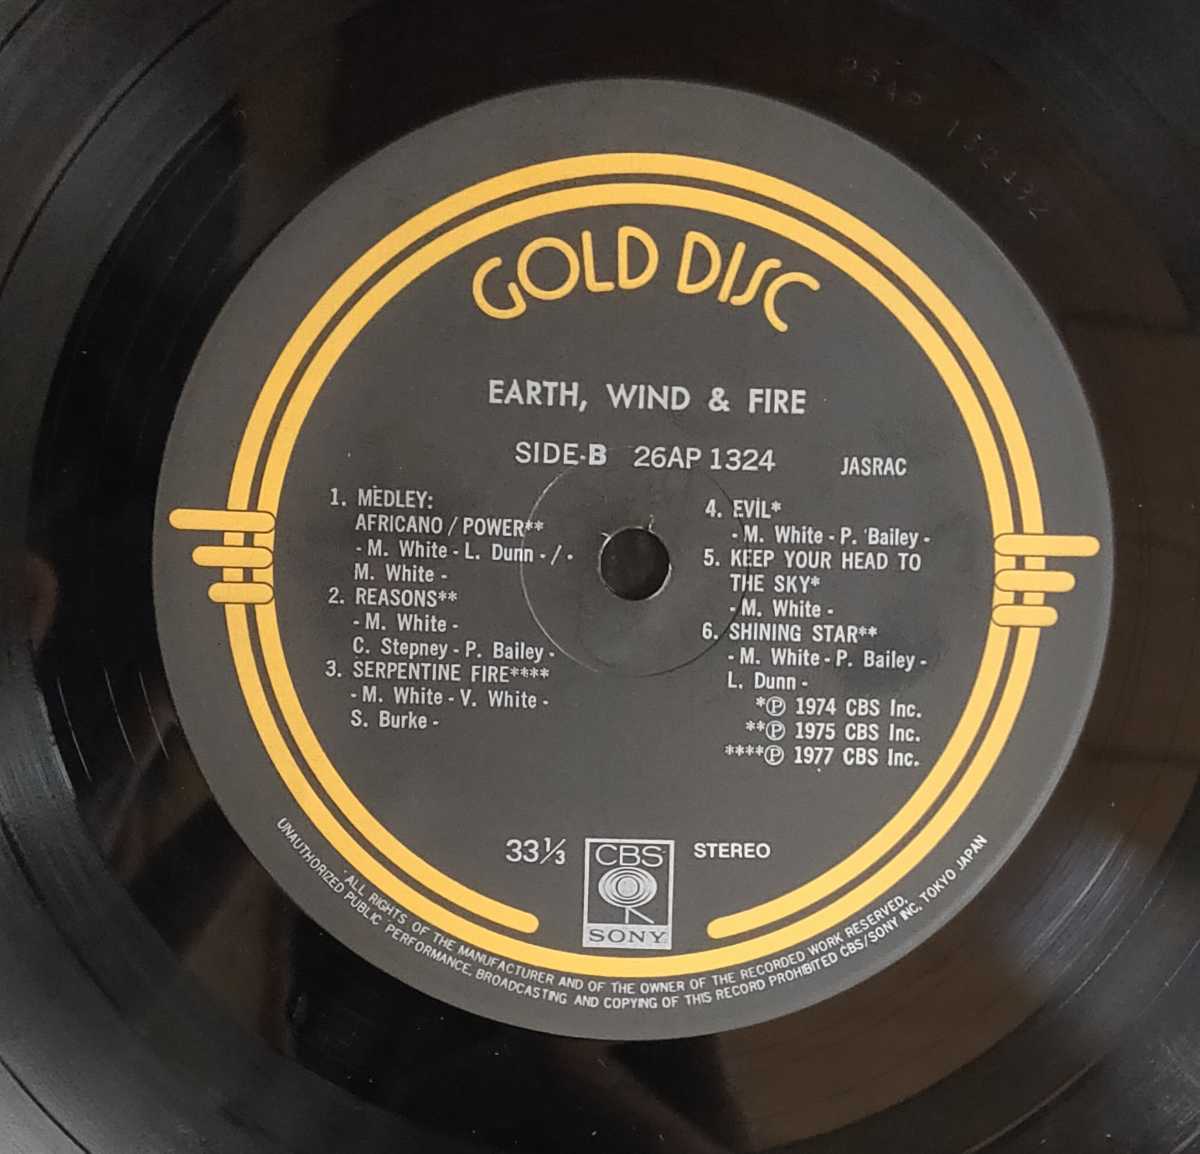 GOLD DISC
EARTH, WIND & FIRE
SIDE-B 26AP 1324 JASRAC
1. MEDLEY:
AFRICANO / POWER**
- M. White - L. Dunn - / -
M. White -
2. REASONS**
- M. White -
C. Stepney - P. Bailey -
3. SERPENTINE FIRE****
- M. White - V. White -
S. Burke -
4. EVIL*
- M. White - P. Bailey -
5. KEEP YOUR HEAD TO
THE SKY*
- M. White -
6. SHINING STAR**
- M. White - P. Bailey -
L. Dunn -
*Ⓟ 1974 CBS Inc.
**Ⓟ 1975 CBS Inc.
****Ⓟ 1977 CBS Inc.
33⅓ CBS SONY STEREO
ALL RIGHTS OF THE MANUFACTURER AND OF THE OWNER OF THE RECORDED WORK RESERVED.
UNAUTHORIZED PUBLIC PERFORMANCE, BROADCASTING AND COPYING OF THIS RECORD PROHIBITED CBS/SONY INC. TOKYO JAPAN